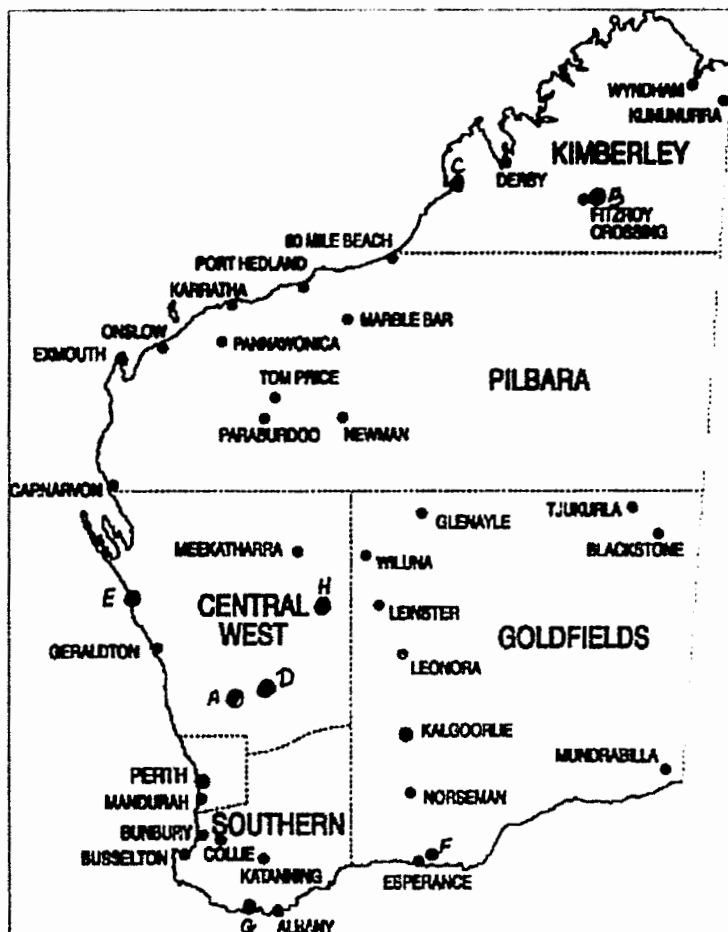 WYNDHAM
KUNUNURRA
KIMBERLEY
C
DERBY
B
FITZROY
CROSSING
80 MILE BEACH
PORT HEDLAND
KARRATHA
MARBLE BAR
ONSLOW
PANNAWONICA
EXMOUTH
TOM PRICE
PILBARA
PARABURDOO
NEWMAN
CARNARVON
GLENAYLE
TJUKURLA
MEEKATHARRA
BLACKSTONE
WILUNA
E
H
CENTRAL
WEST
LEINSTER
GOLDFIELDS
GERALDTON
LEONORA
A
D
KALGOORLIE
MUNDRABILLA
PERTH
MANDURAH
NORSEMAN
BUNBURY
SOUTHERN
BUSSELTON
COLLIE
KATANNING
F
ESPERANCE
G
ALBANY